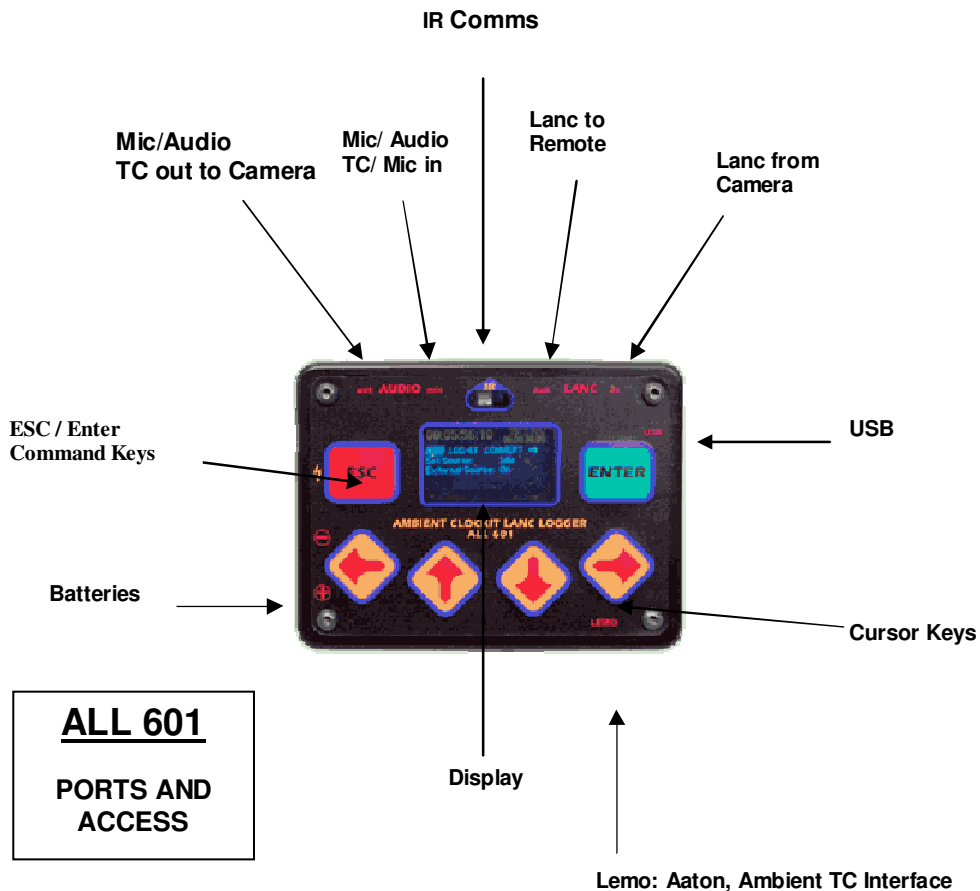 IR Comms
Mic/Audio
TC out to Camera
Mic/ Audio
TC/ Mic in
Lanc to
Remote
Lanc from
Camera
AUDIO
LANC
ESC / Enter
Command Keys
USB
ESC
ENTER
AMBIENT CLOCKIT LANC LOGGER
ALL 601
Batteries
LEMO
Cursor Keys
ALL 601
PORTS AND
ACCESS
Display
Lemo: Aaton, Ambient TC Interface